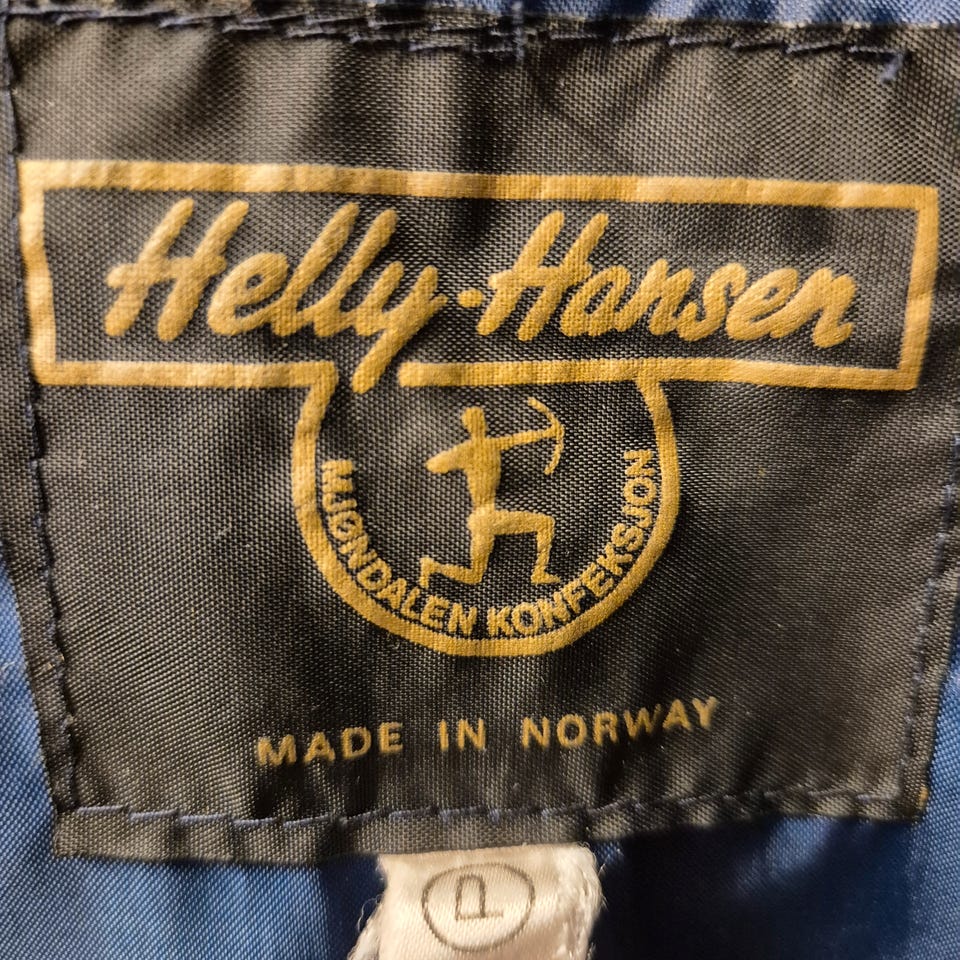 Helly-Hansen
MJØNDALEN KONFEKSJON
MADE IN NORWAY
P